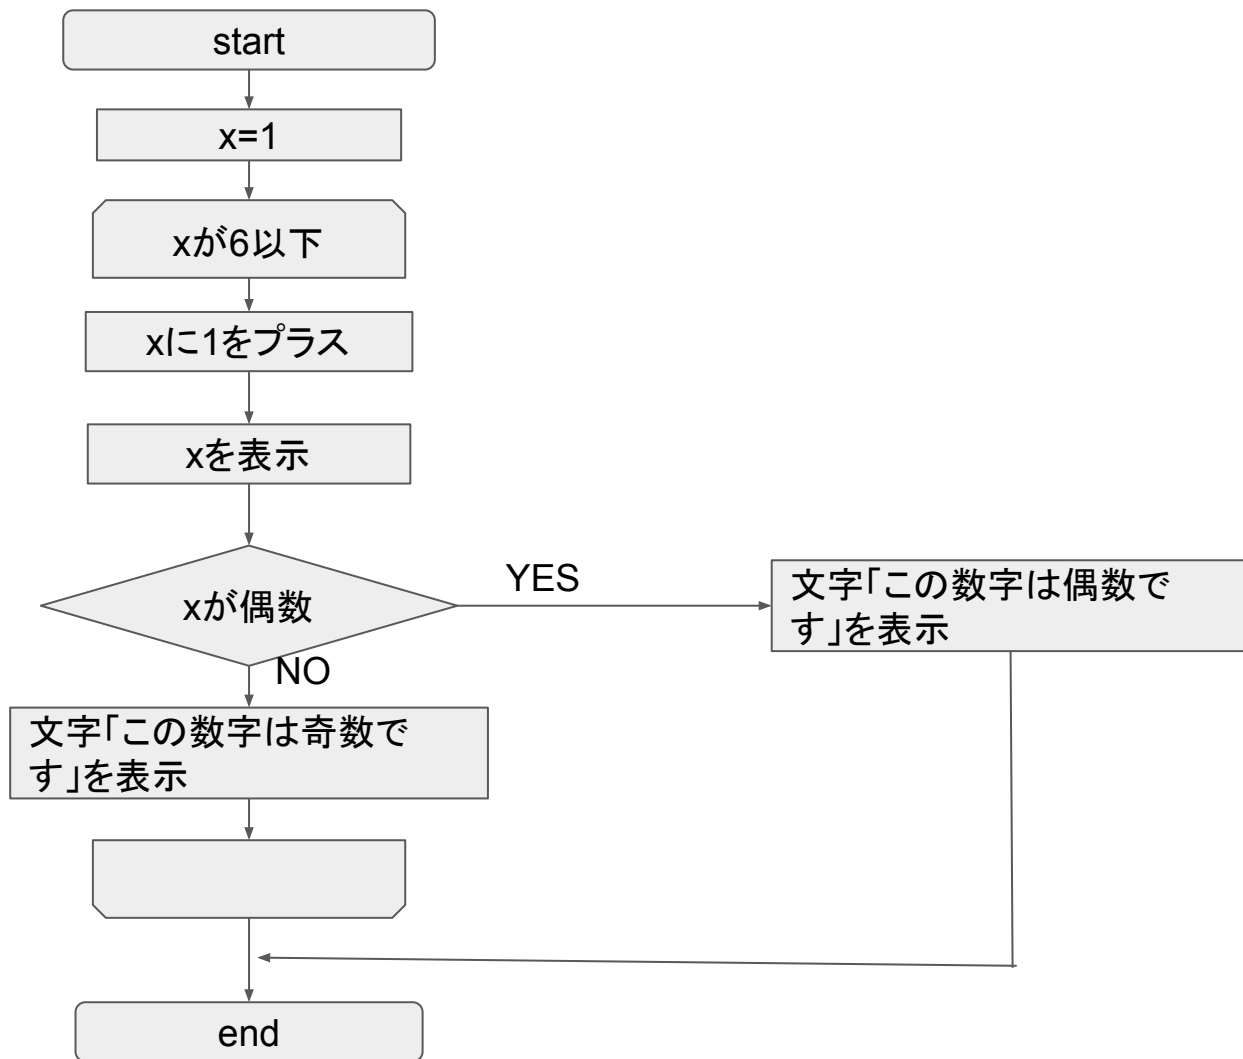 start
x=1
xが6以下
xに1をプラス
xを表示
xが偶数
YES
文字「この数字は偶数で
す」を表示
NO
文字「この数字は奇数で
す」を表示
end